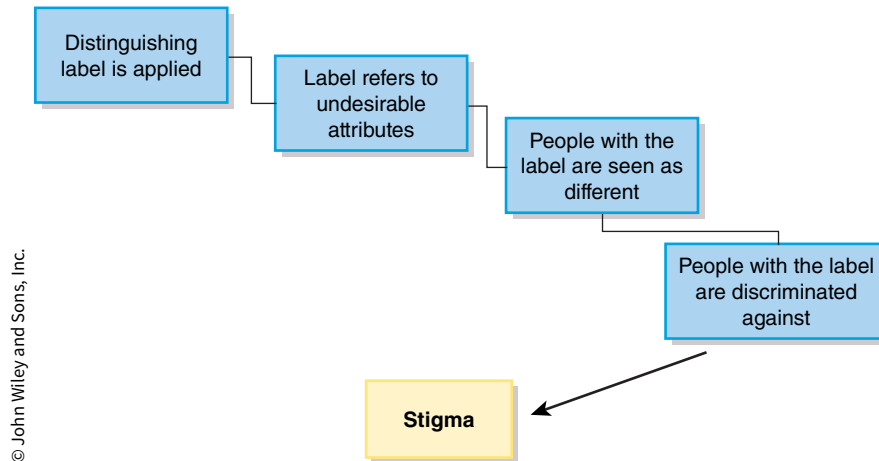 Distinguishing
label is applied
Label refers to
undesirable
attributes
People with the
label are seen as
different
People with the label
are discriminated
against
Stigma
© John Wiley and Sons, Inc.